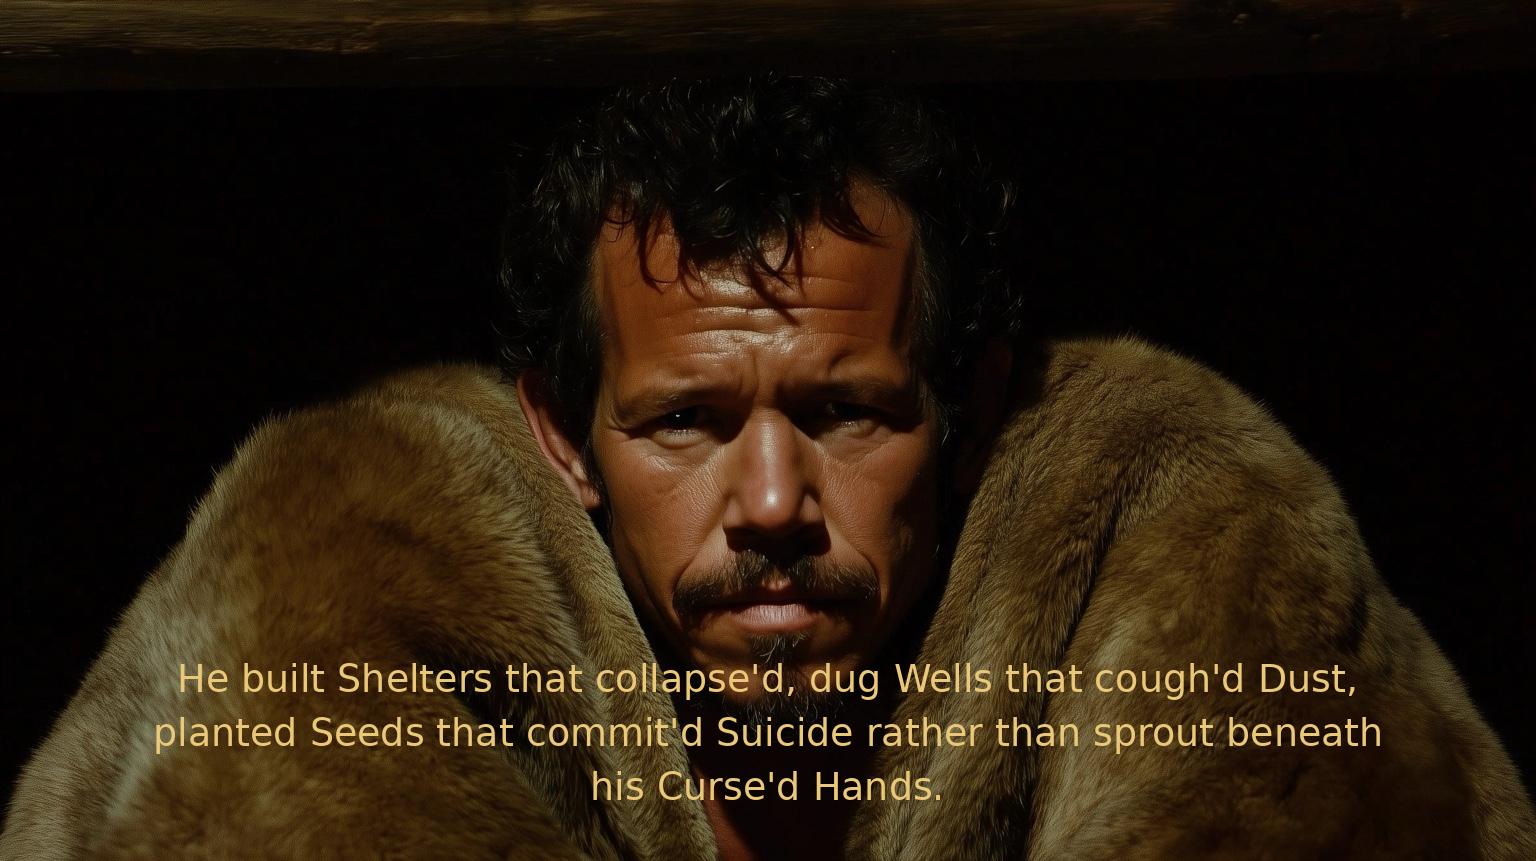 He built Shelters that collapse'd, dug Wells that cough'd Dust,
planted Seeds that commit'd Suicide rather than sprout beneath
his Curse'd Hands.